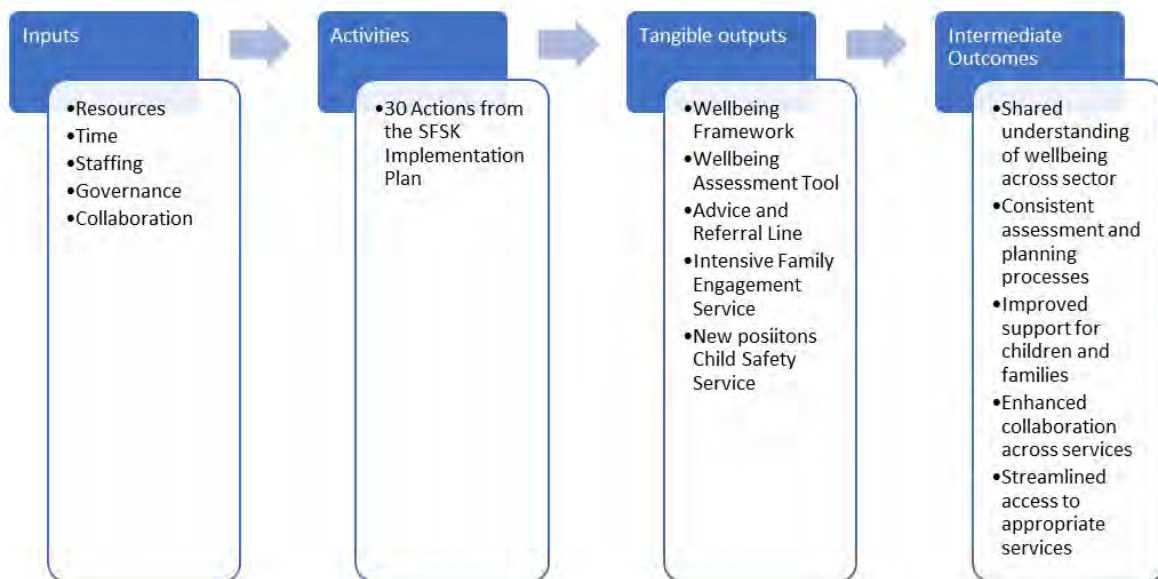 Inputs
•Resources
•Time
•Staffing
•Governance
•Collaboration
Activities
•30 Actions from
the SFSK
Implementation
Plan
Tangible outputs
•Wellbeing
Framework
•Wellbeing
Assessment Tool
•Advice and
Referral Line
•Intensive Family
Engagement
Service
•New posiitons
Child Safety
Service
Intermediate
Outcomes
•Shared
understanding
of wellbeing
across sector
•Consistent
assessment and
planning
processes
•Improved
support for
children and
families
•Enhanced
collaboration
across services
•Streamlined
access to
appropriate
services